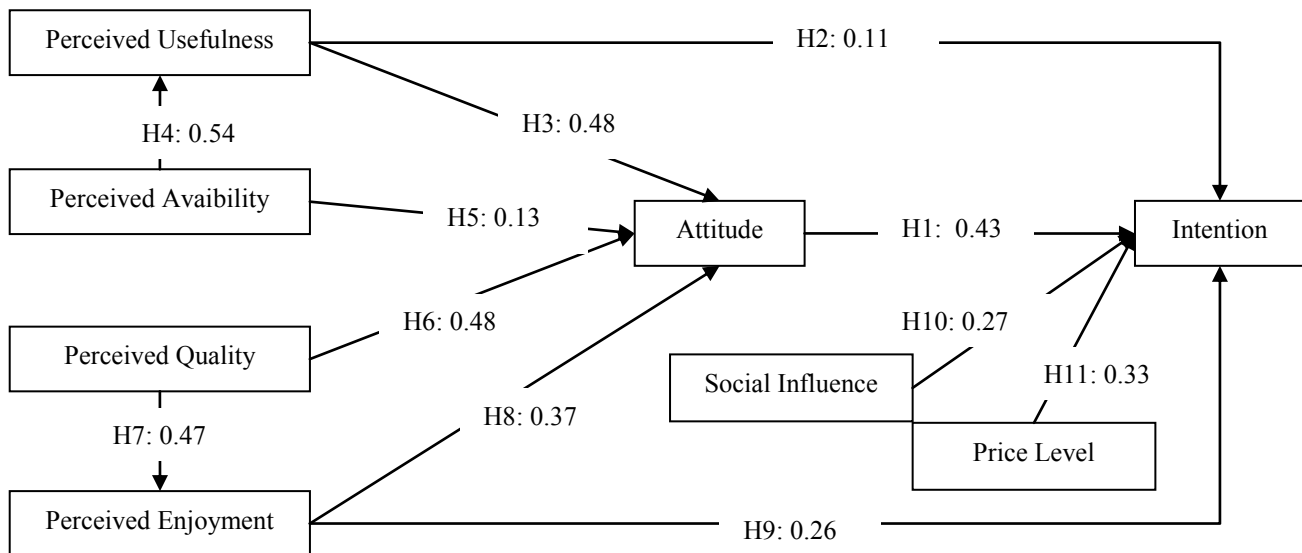 Perceived Usefulness
H2: 0.11
H4: 0.54
H3: 0.48
Perceived Avaibility
H5: 0.13
Attitude
H1: 0.43
Intention
H6: 0.48
H10: 0.27
Perceived Quality
Social Influence
H11: 0.33
H7: 0.47
H8: 0.37
Price Level
Perceived Enjoyment
H9: 0.26